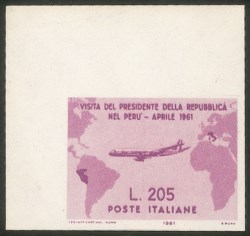 VISITA DEL PRESIDENTE DELLA REPUBBLICA
NEL PERU' - APRILE 1961
L. 205
POSTE ITALIANE
1961